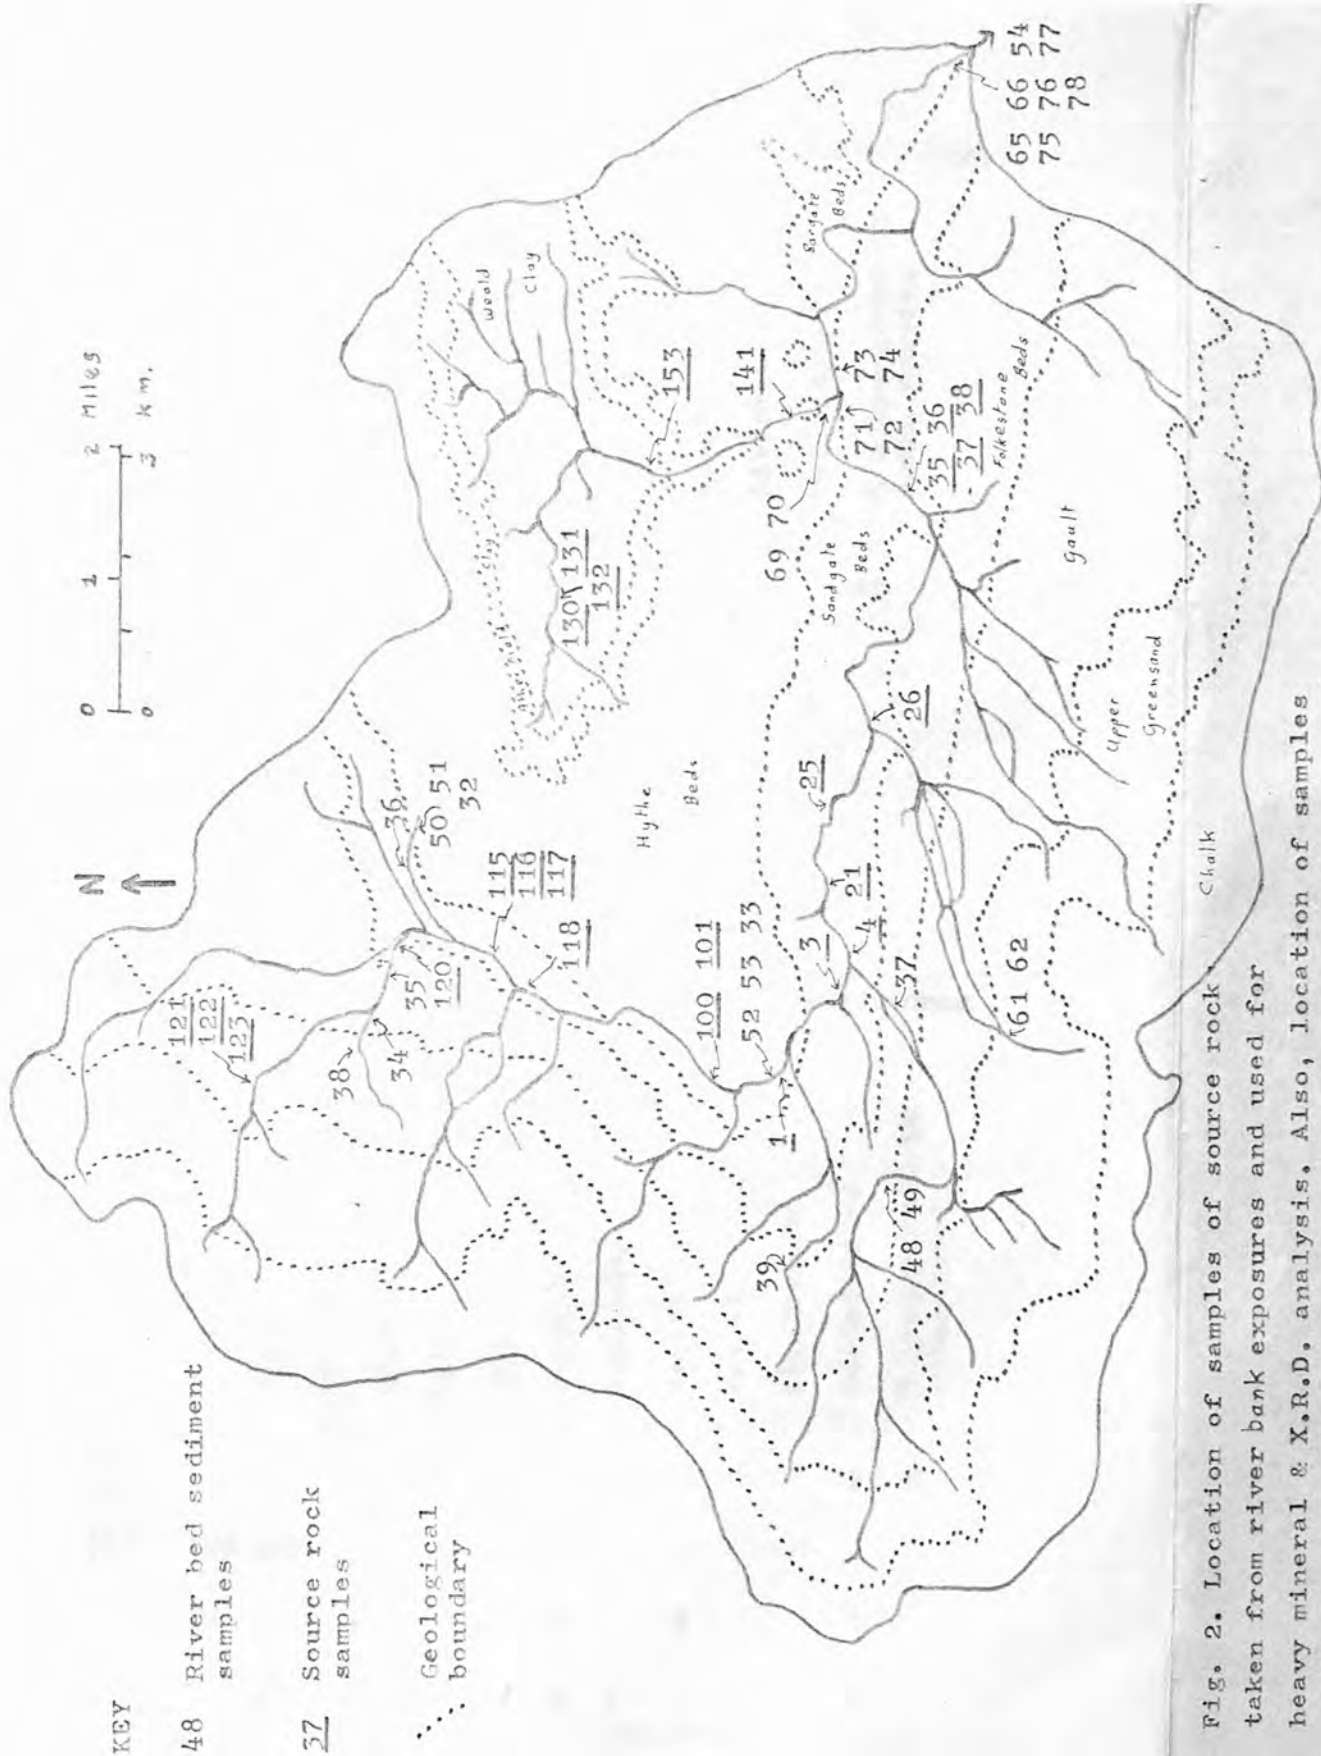 KEY
48 River bed sediment
samples
37 Source rock
samples
Geological
boundary
N
0 1 2 Miles
0 3 km.
121
122
123
38
34
35
120
36
50 51
32
115
116
117
118
100 101
52 53 33
1
39
48 49
3
4
37
21
25
26
61 62
130 131
132
153
141
69 70
71 73
72 74
35 36
37 38
65 66 54
75 76 77
78
Weald
Clay
Clay
Hythe
Beds
Sandgate
Beds
Bargate
Beds
Folkestone
Beds
Gault
Upper
Greensand
Chalk
Fig. 2. Location of samples of source rock,
taken from river bank exposures and used for
heavy mineral & X.R.D. analysis. Also, location of samples